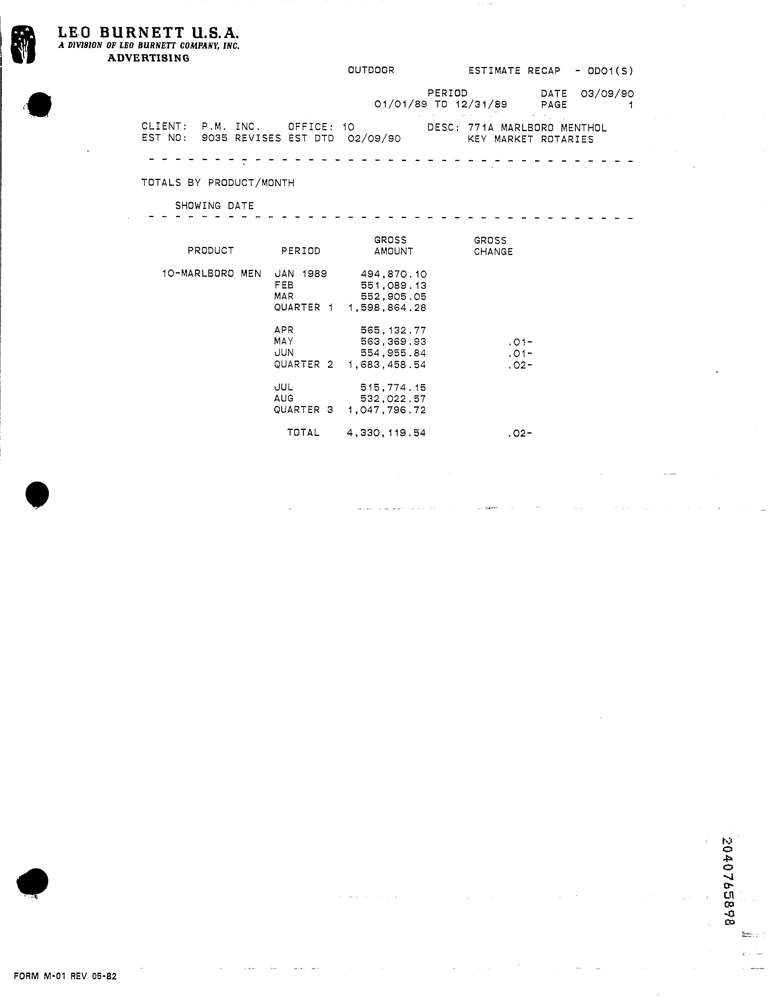 LEO BURNETT U.S.A.
A DIVISION OF LEO BURNETT COMPANY, INC.
ADVERTISING
OUTDOOR ESTIMATE RECAP - OD01(S)
PERIOD DATE 03/09/90
01/01/89 TO 12/31/89 PAGE 1
CLIENT: P.M. INC. OFFICE: 10 DESC: 771A MARLBORO MENTHOL
EST NO: 9035 REVISES EST DTD 02/09/90 KEY MARKET ROTARIES
TOTALS BY PRODUCT/MONTH
SHOWING DATE
GROSS GROSS
PRODUCT PERIOD AMOUNT CHANGE
10-MARLBORO MEN JAN 1989 494,870.10
FEB 551,089.13
MAR 552,905.05
QUARTER 1 1,598,864.28
APR 565,132.77
MAY 563,369.93 .01-
JUN 554,955.84 .01-
QUARTER 2 1,683,458.54 .02-
JUL 515,774.15
AUG 532,022.57
QUARTER 3 1,047,796.72
TOTAL 4,330,119.54 .02-
2040765898
FORM M-01 REV 05-82